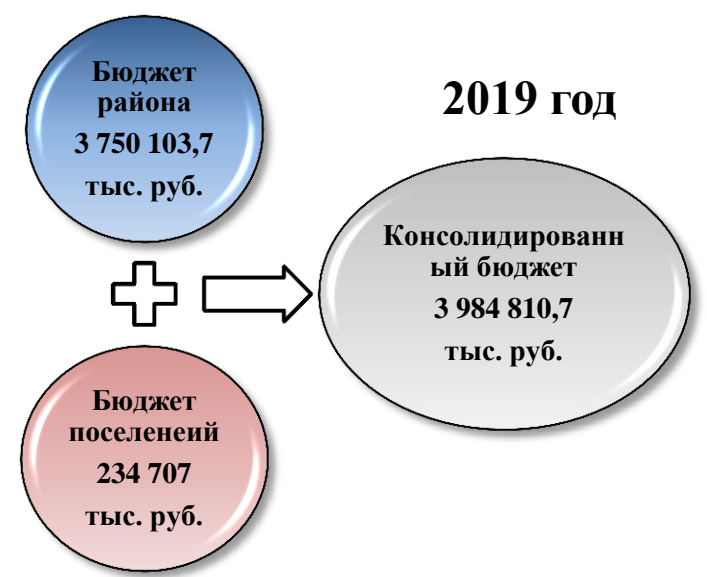 Бюджет
района
3 750 103,7
тыс. руб.
2019 год
Консолидированн
ый бюджет
3 984 810,7
тыс. руб.
Бюджет
поселенеий
234 707
тыс. руб.